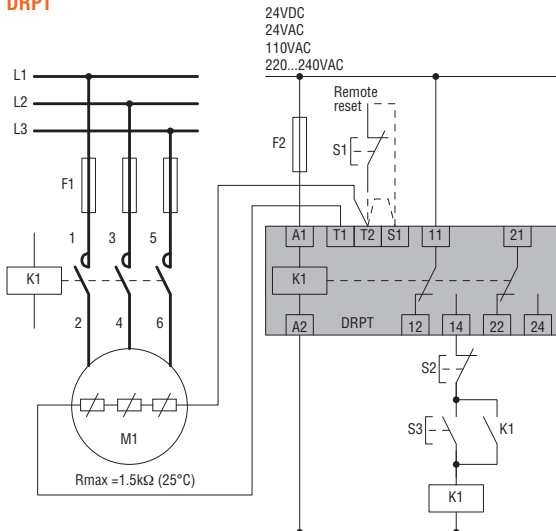 DRPT
24VDC
24VAC
110VAC
220...240VAC
L1
L2
L3
Remote
reset
F2
S1
F1
A1 T1 T2 S1 11 21
1 3 5
K1
K1
2 4 6
A2 DRPT 12 14 22 24
S2
M1
S3 K1
Rmax =1.5kΩ (25°C)
K1